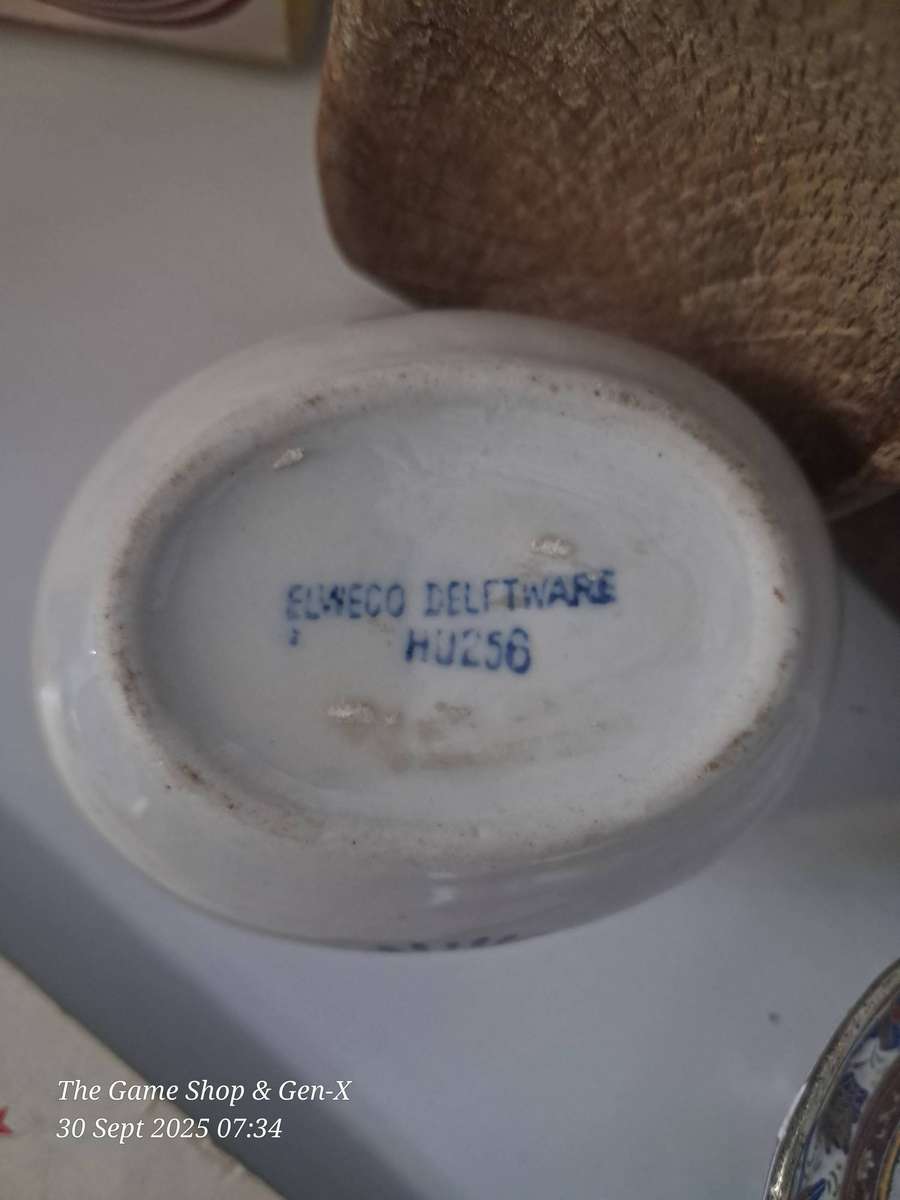 ELWECO DELFTWARE
HU256
The Game Shop & Gen-X
30 Sept 2025 07:34